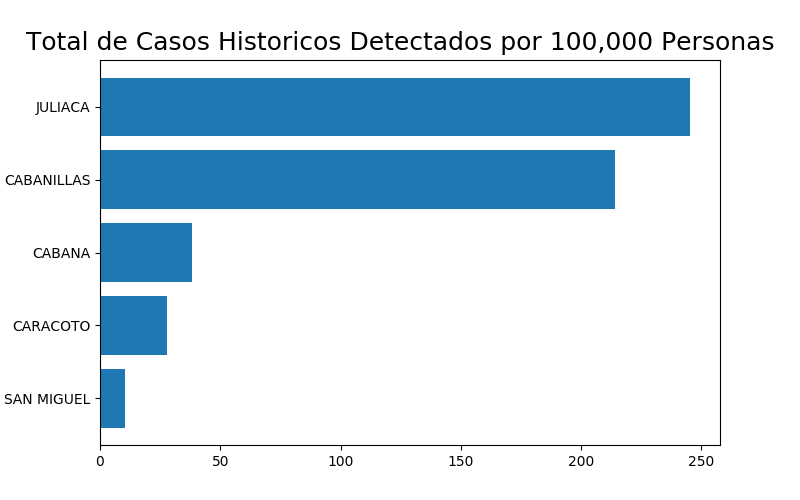 Total de Casos Historicos Detectados por 100,000 Personas
JULIACA
CABANILLAS
CABANA
CARACOTO
SAN MIGUEL
0 50 100 150 200 250